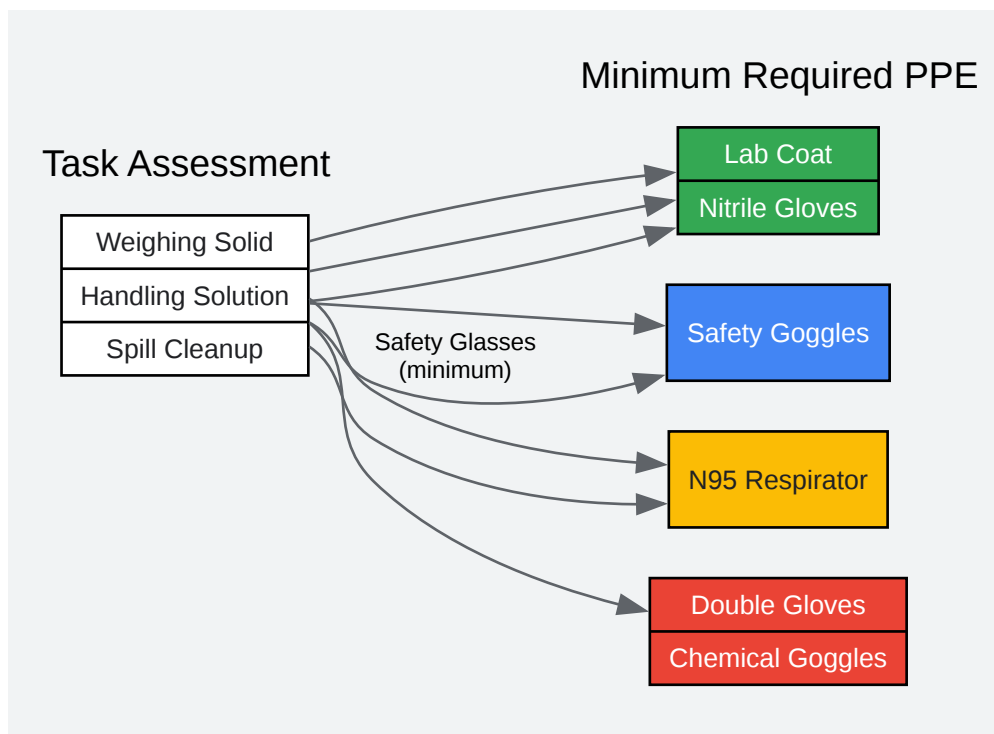 Minimum Required PPE
Task Assessment
Lab Coat
Nitrile Gloves
Weighing Solid
Handling Solution
Spill Cleanup
Safety Glasses
(minimum)
Safety Goggles
N95 Respirator
Double Gloves
Chemical Goggles